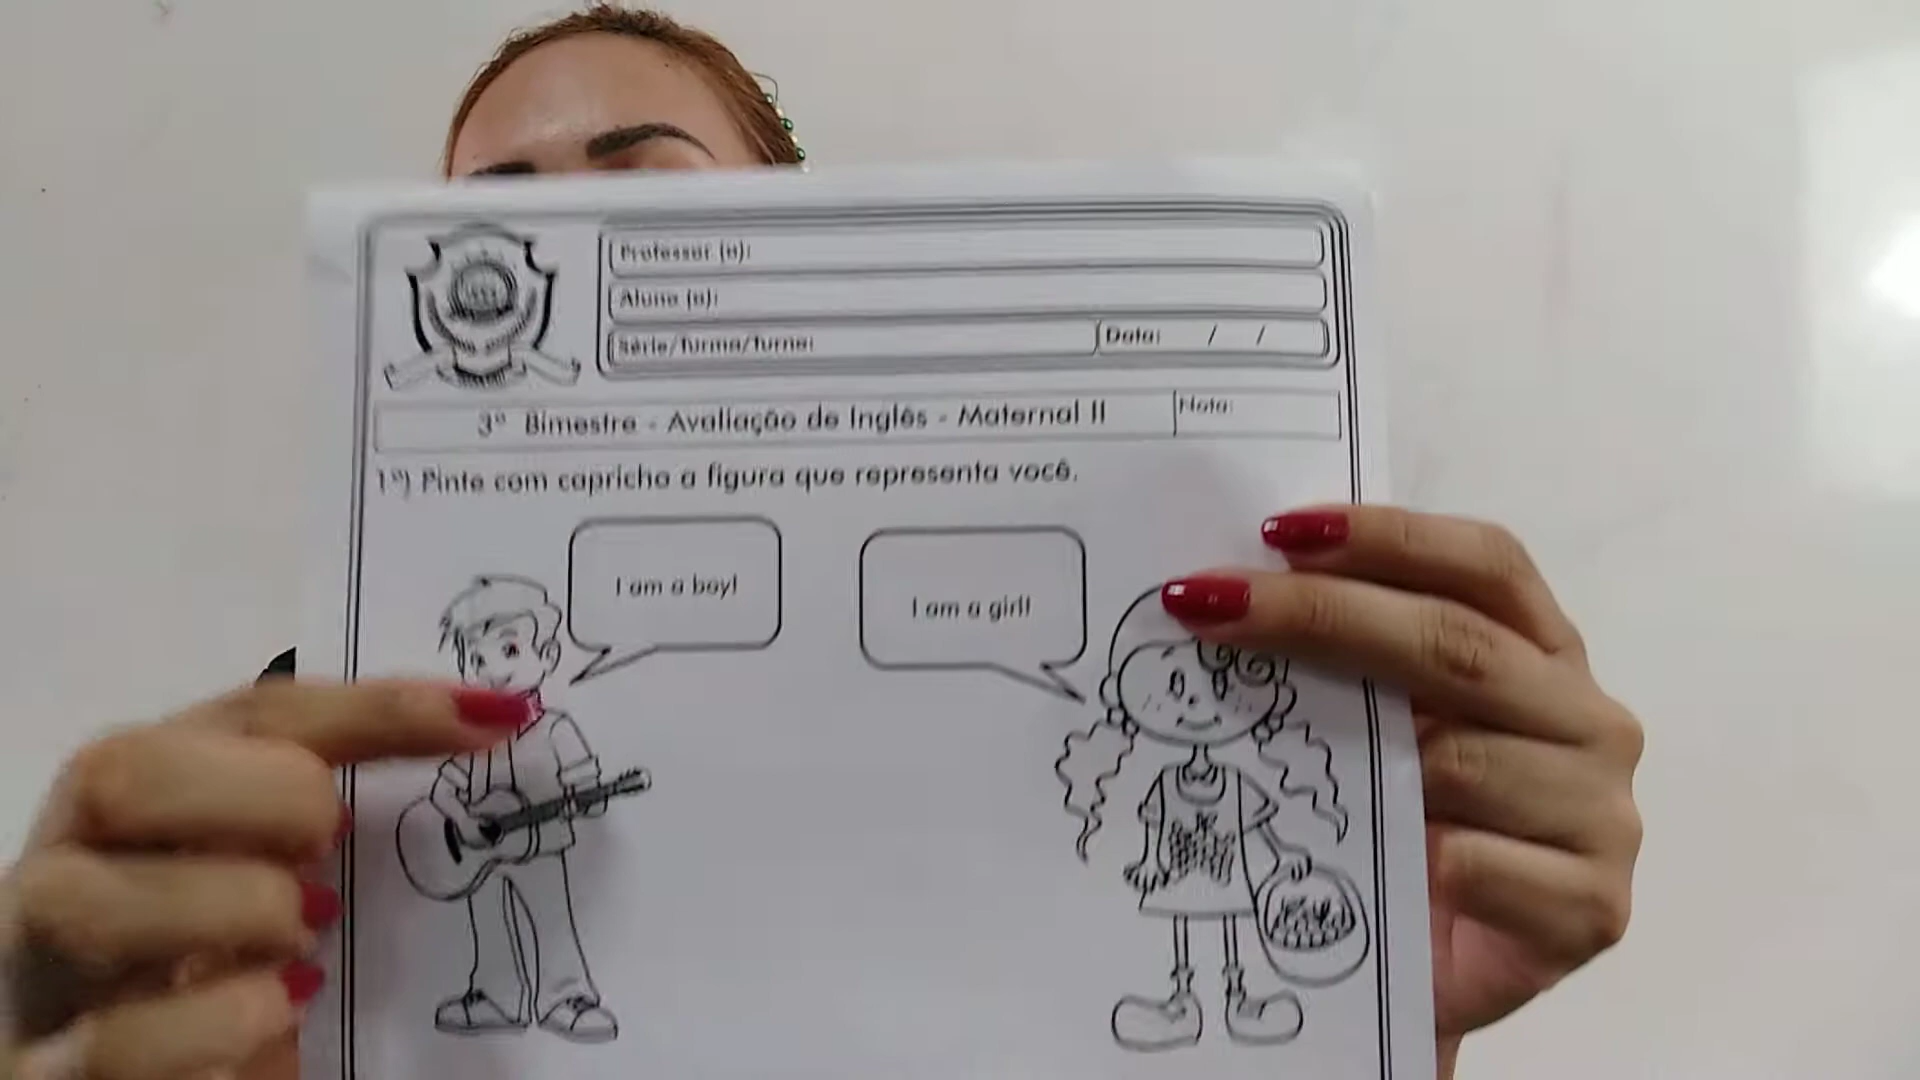 Professor (a):
Aluno (a):
Série/Turma/Turno:
Data: / /
3º Bimestre - Avaliação de Inglês - Maternal II
Nota:
1º) Pinte com capricho a figura que representa você.
I am a boy!
I am a girl!